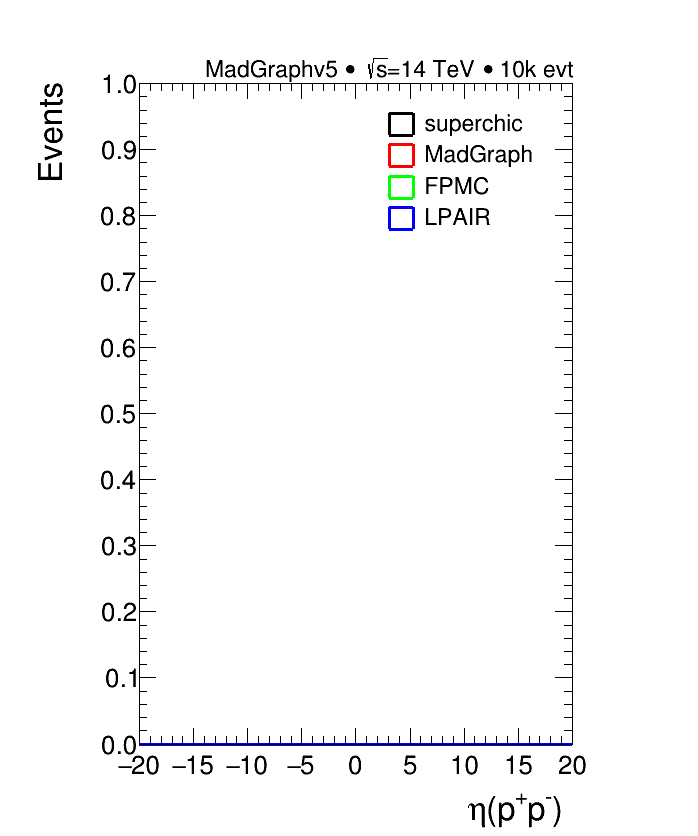 MadGraphv5 • √s=14 TeV • 10k evt
Events
1.0
0.9
0.8
0.7
0.6
0.5
0.4
0.3
0.2
0.1
0.0
superchic
MadGraph
FPMC
LPAIR
−20 −15 −10 −5 0 5 10 15 20
η(p⁺p⁻)